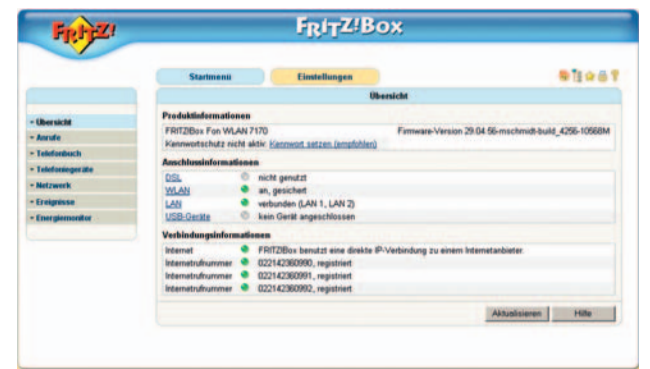 FRITZ!
FRITZ!Box
Startmenü
Einstellungen
Übersicht
Anrufe
Telefonbuch
Telefoniegeräte
Netzwerk
Ereignisse
Energiemonitor
Übersicht
Produktinformationen
FRITZ!Box Fon WLAN 7170 Firmware-Version 29.04.56-mschmidt-build_4256-10568M
Kennwortschutz nicht aktiv. Kennwort setzen (empfohlen)
Anschlussinformationen
DSL nicht genutzt
WLAN an, gesichert
LAN verbunden (LAN 1, LAN 2)
USB-Geräte kein Gerät angeschlossen
Verbindungsinformationen
Internet FRITZ!Box benutzt eine direkte IP-Verbindung zu einem Internetanbieter.
Internetrufnummer 022142360990, registriert
Internetrufnummer 022142360991, registriert
Internetrufnummer 022142360992, registriert
Aktualisieren Hilfe